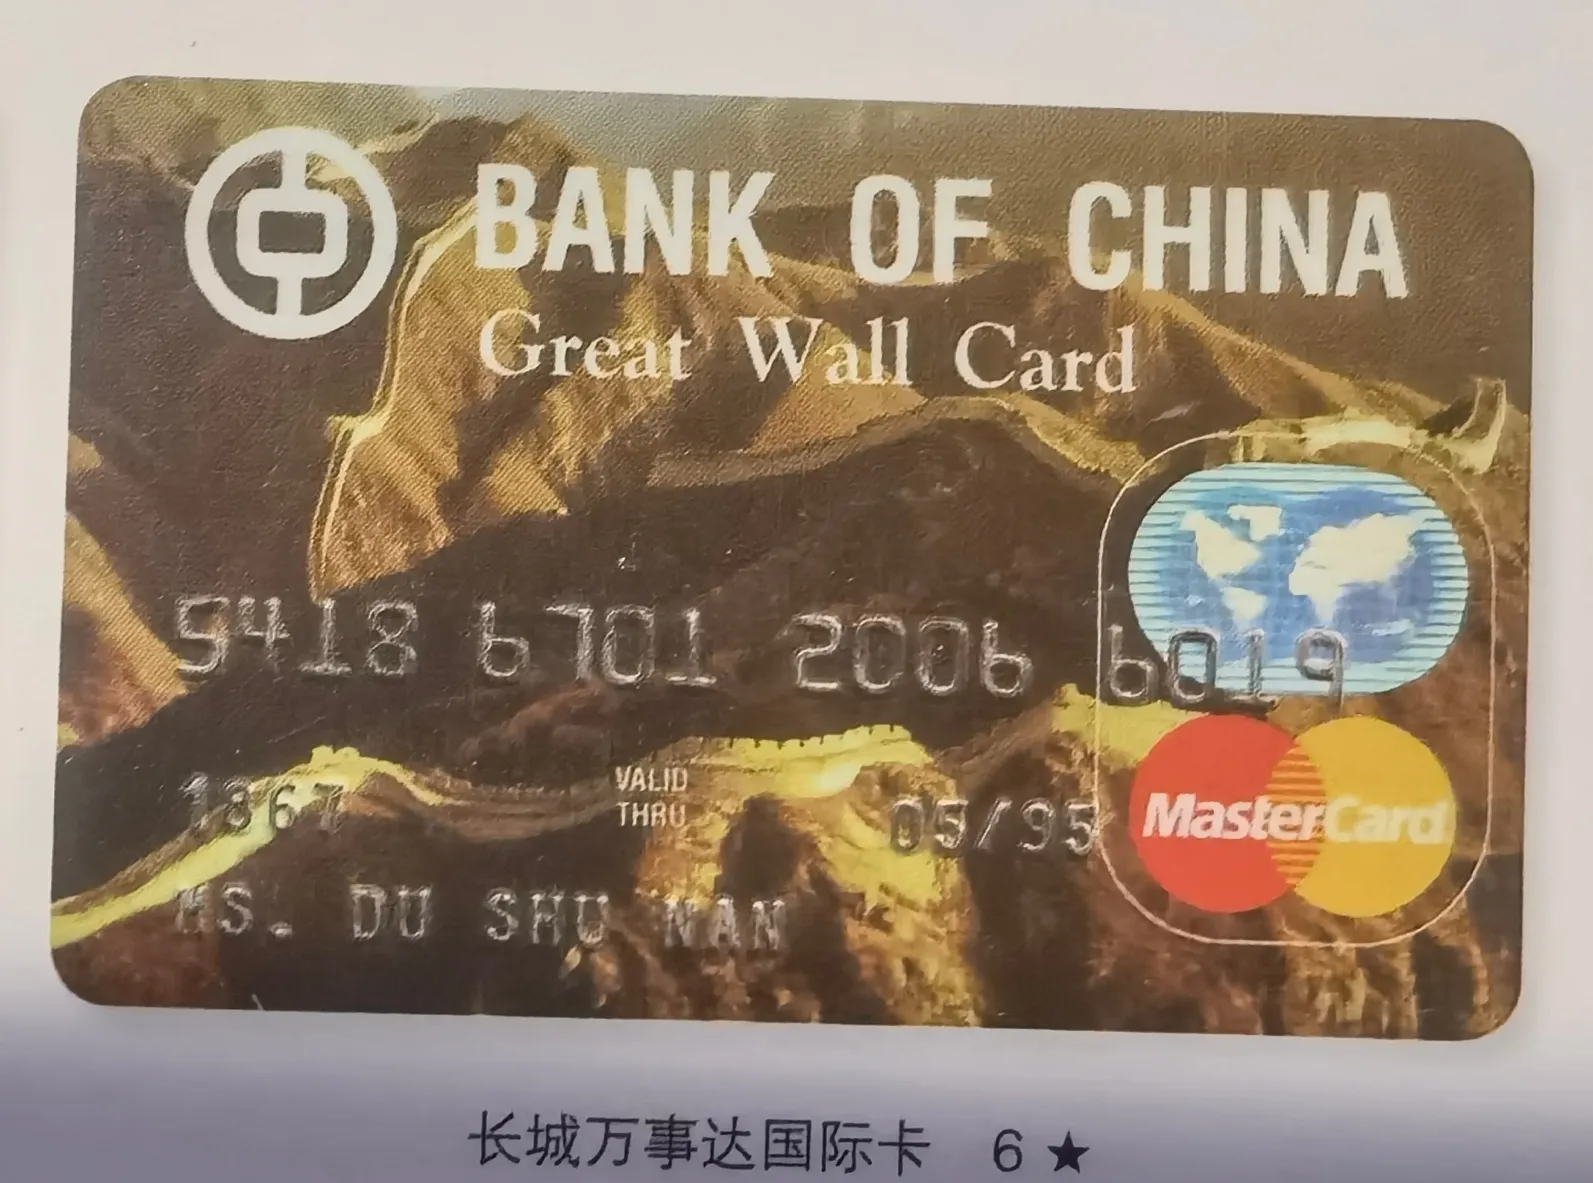 BANK OF CHINA
Great Wall Card
5418 6701 2006 6019
1367
VALID
THRU
05/95
MasterCard
MS. DU SHU NAN
长城万事达国际卡 6★